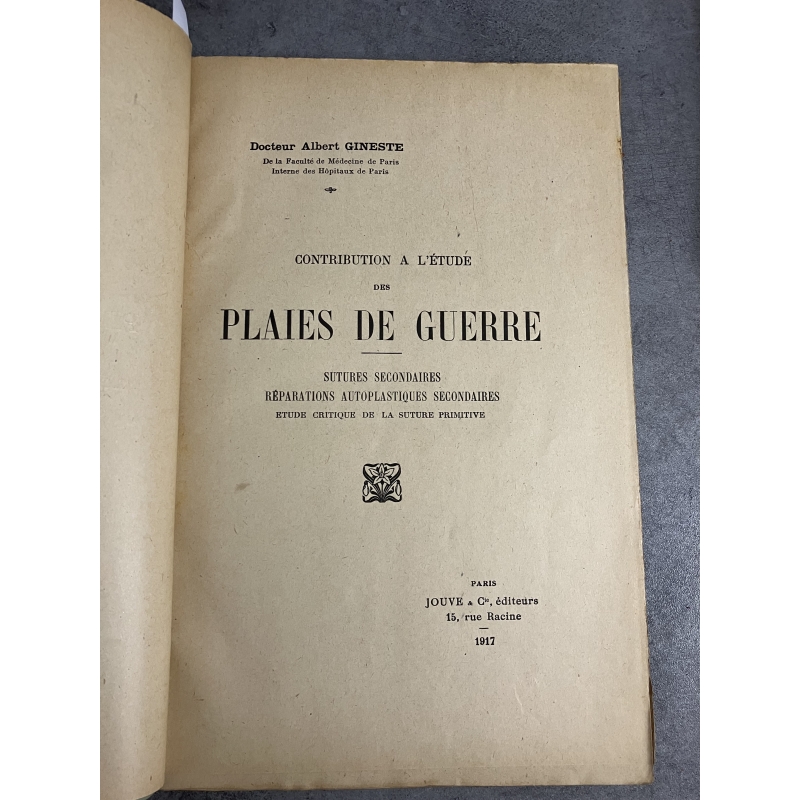 Docteur Albert GINESTE
De la Faculté de Médecine de Paris
Interne des Hôpitaux de Paris
CONTRIBUTION A L'ÉTUDE
DES
PLAIES DE GUERRE
SUTURES SECONDAIRES
RÉPARATIONS AUTOPLASTIQUES SECONDAIRES
ETUDE CRITIQUE DE LA SUTURE PRIMITIVE
PARIS
JOUVE & Cie, éditeurs
15, rue Racine
1917